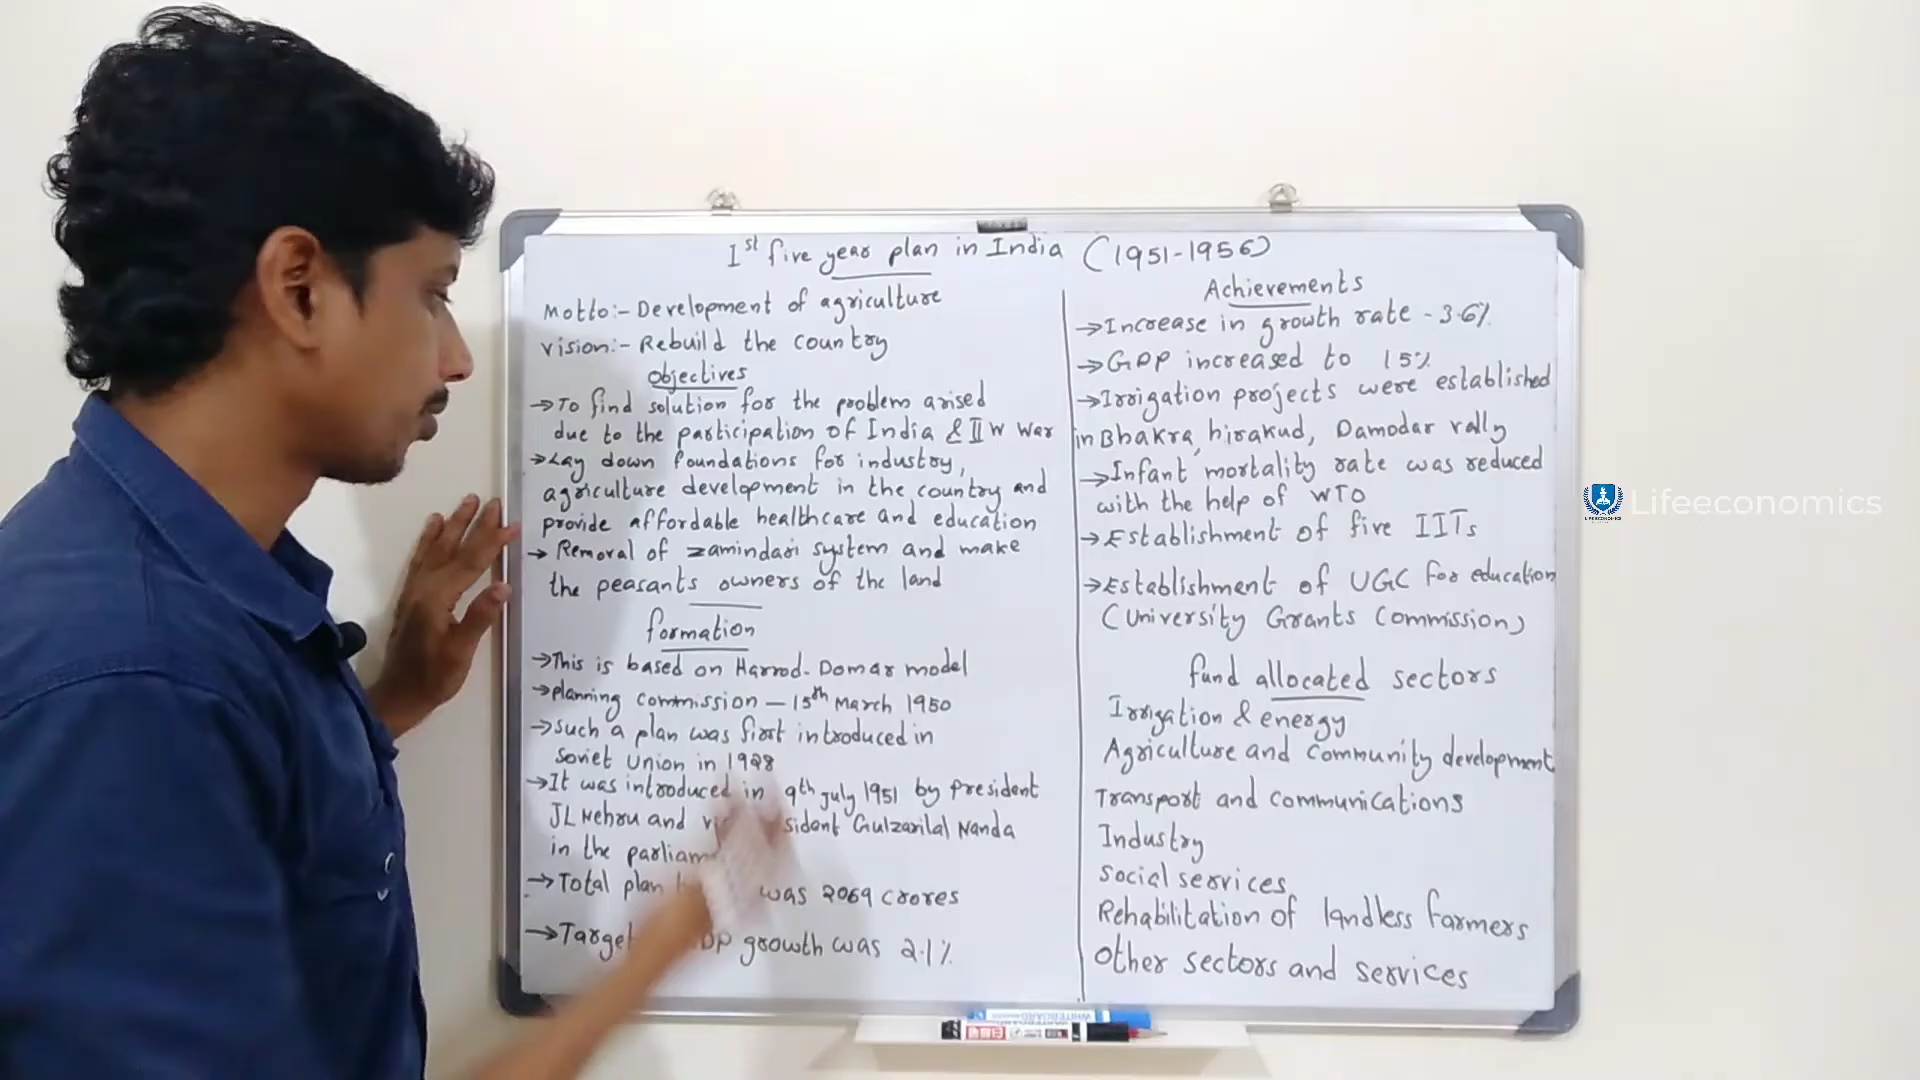 1st five year plan in India (1951-1956)
Motto:- Development of agriculture
Vision:- Rebuild the country
Objectives
→To find solution for the problem arised
due to the participation of India & II W War
→Lay down foundations for industry,
agriculture development in the country and
provide affordable healthcare and education
→ Removal of zamindari system and make
the peasants owners of the land
formation
→This is based on Harrod-Domar model
→planning commission - 15th March 1950
→Such a plan was first introduced in
Soviet Union in 1928
→It was introduced in 9th July 1951 by President
JL Nehru and sident Gulzarilal Nanda
in the parliam
→Total plan was 2069 crores
→Target growth was 2.1%
Achievements
→Increase in growth rate - 3.6%
→GDP increased to 15%
→Irrigation projects were established
in Bhakra, hirakud, Damodar vally
→Infant mortality rate was reduced
with the help of WTO
→Establishment of five IITs
→Establishment of UGC for education
(University Grants Commission)
fund allocated sectors
Irrigation & energy
Agriculture and community development
Transport and communications
Industry
Social services
Rehabilitation of landless farmers
Other sectors and services
Lifeeconomics